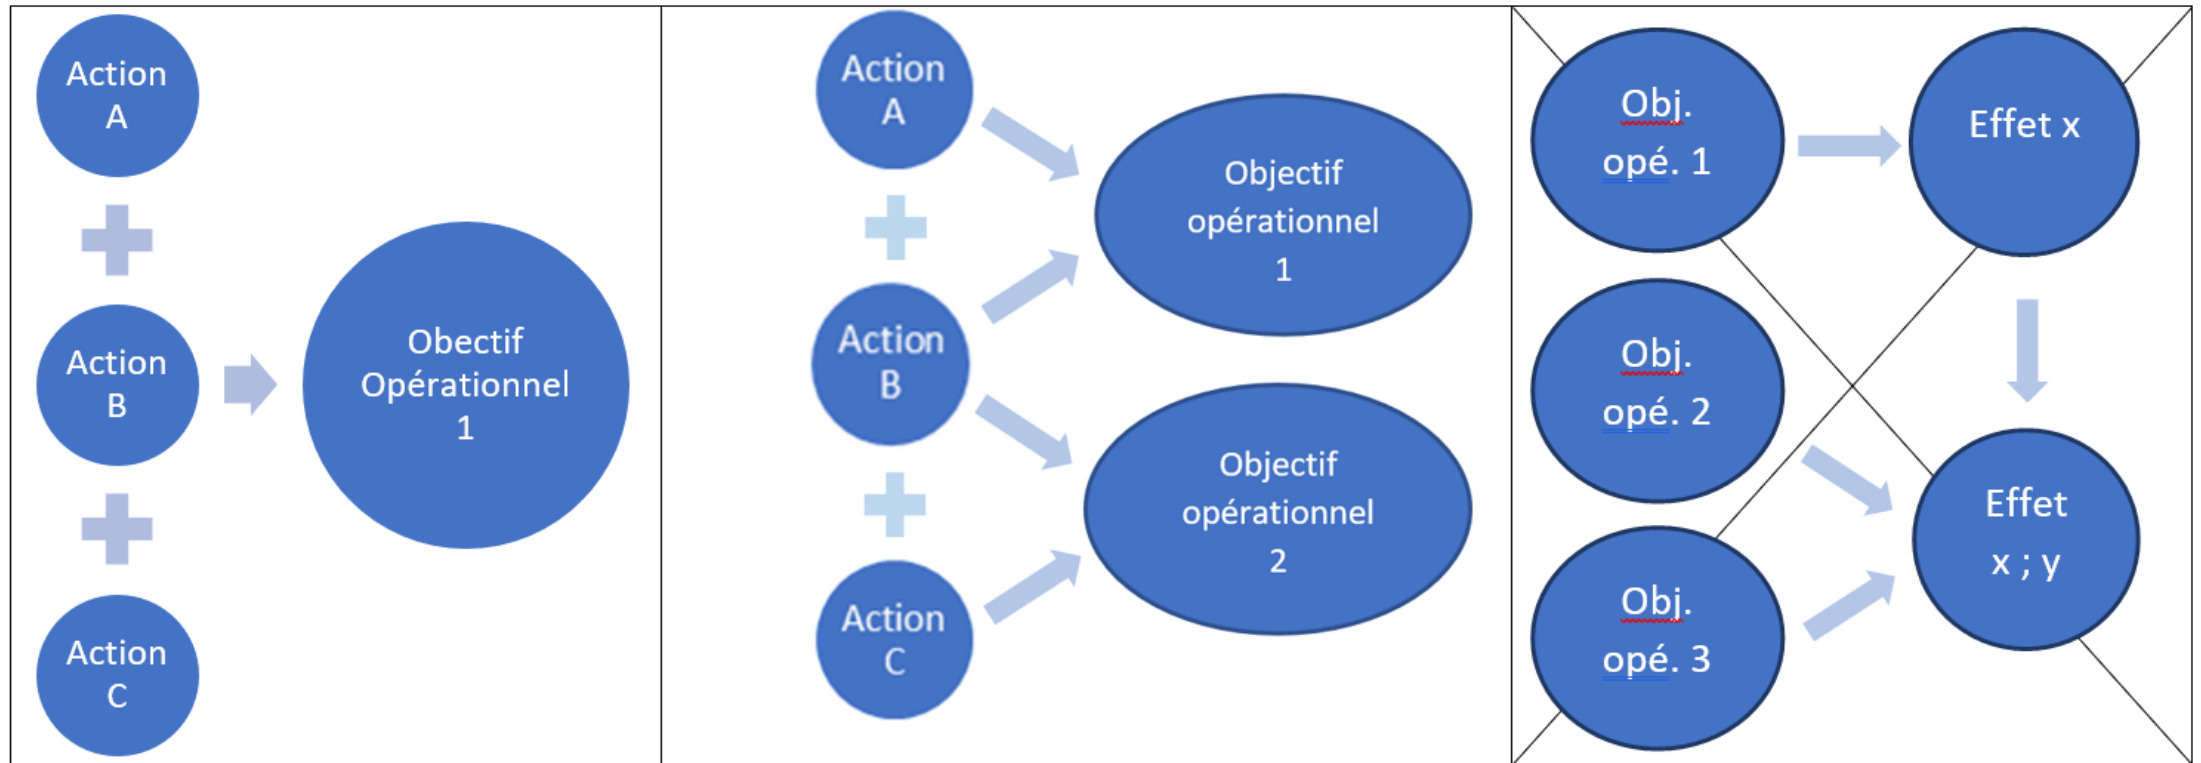 Action
A
Action
B
Action
C
Obectif
Opérationnel
1
Action
A
Action
B
Action
C
Objectif
opérationnel
1
Objectif
opérationnel
2
Obj.
opé. 1
Obj.
opé. 2
Obj.
opé. 3
Effet x
Effet
x ; y